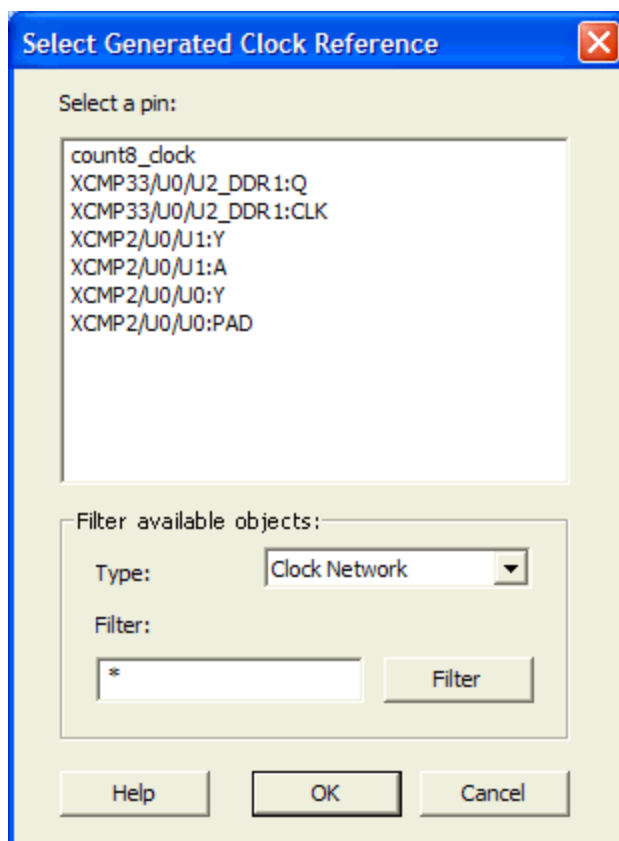 Select Generated Clock Reference
Select a pin:
count8_clock
XCMP33/U0/U2_DDR1:Q
XCMP33/U0/U2_DDR1:CLK
XCMP2/U0/U1:Y
XCMP2/U0/U1:A
XCMP2/U0/U0:Y
XCMP2/U0/U0:PAD
Filter available objects:
Type: Clock Network
Filter:
* Filter
Help OK Cancel